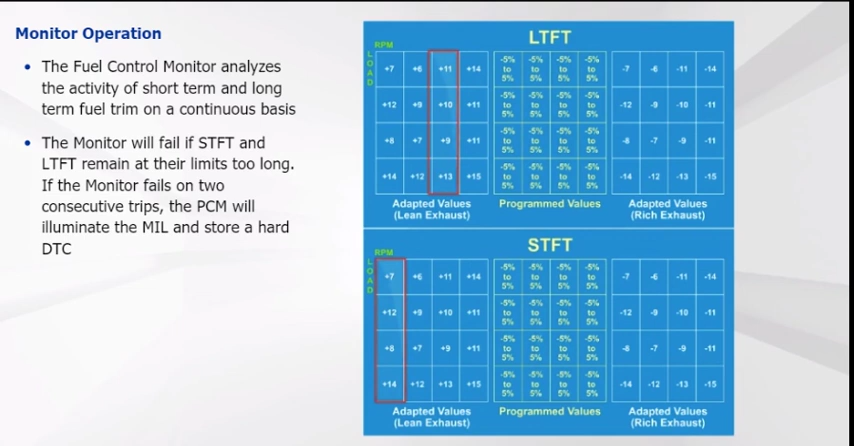 Monitor Operation
• The Fuel Control Monitor analyzes
the activity of short term and long
term fuel trim on a continuous basis
• The Monitor will fail if STFT and
LTFT remain at their limits too long.
If the Monitor fails on two
consecutive trips, the PCM will
illuminate the MIL and store a hard
DTC
LTFT
RPM
LOAD
+7 +6 +11 +14 -5% to 5% -5% to 5% -5% to 5% -5% to 5% -7 -6 -11 -14
+12 +9 +10 +11 -5% to 5% -5% to 5% -5% to 5% -5% to 5% -12 -9 -10 -11
+8 +7 +9 +11 -5% to 5% -5% to 5% -5% to 5% -5% to 5% -8 -7 -9 -11
+14 +12 +13 +15 -5% to 5% -5% to 5% -5% to 5% -5% to 5% -14 -12 -13 -15
Adapted Values Programmed Values Adapted Values
(Lean Exhaust) (Rich Exhaust)
STFT
RPM
LOAD
+7 +6 +11 +14 -5% to 5% -5% to 5% -5% to 5% -5% to 5% -7 -6 -11 -14
+12 +9 +10 +11 -5% to 5% -5% to 5% -5% to 5% -5% to 5% -12 -9 -10 -11
+8 +7 +9 +11 -5% to 5% -5% to 5% -5% to 5% -5% to 5% -8 -7 -9 -11
+14 +12 +13 +15 -5% to 5% -5% to 5% -5% to 5% -5% to 5% -14 -12 -13 -15
Adapted Values Programmed Values Adapted Values
(Lean Exhaust) (Rich Exhaust)